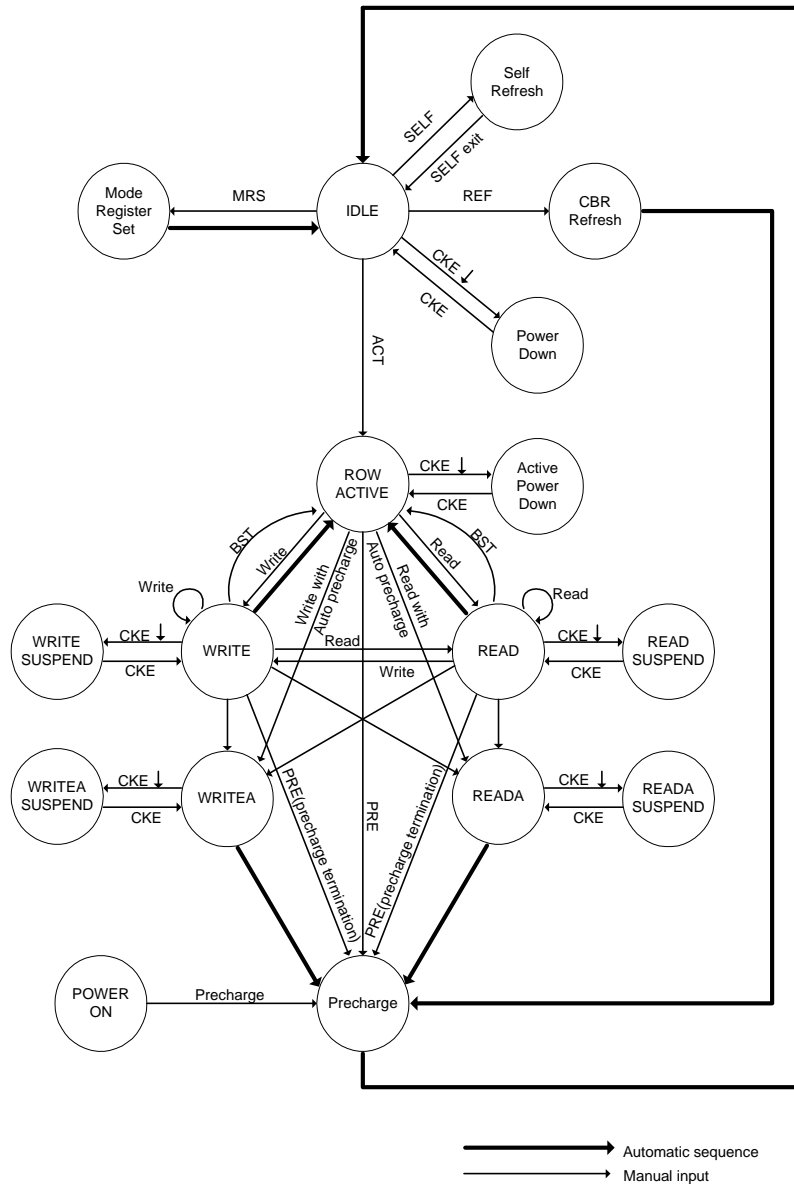 Self
Refresh
SELF
SELF exit
Mode
Register
Set
MRS
IDLE
REF
CBR
Refresh
CKE
CKE
Power
Down
ACT
ROW
ACTIVE
CKE
CKE
Active
Power
Down
BST
Write
Write with
Auto precharge
Auto precharge
Read with
Read
BST
Write
Read
WRITE
SUSPEND
CKE
CKE
WRITE
Read
Write
READ
CKE
CKE
READ
SUSPEND
WRITEA
SUSPEND
CKE
CKE
WRITEA
PRE(precharge termination)
PRE
PRE(precharge termination)
READA
CKE
CKE
READA
SUSPEND
POWER
ON
Precharge
Precharge
Automatic sequence
Manual input